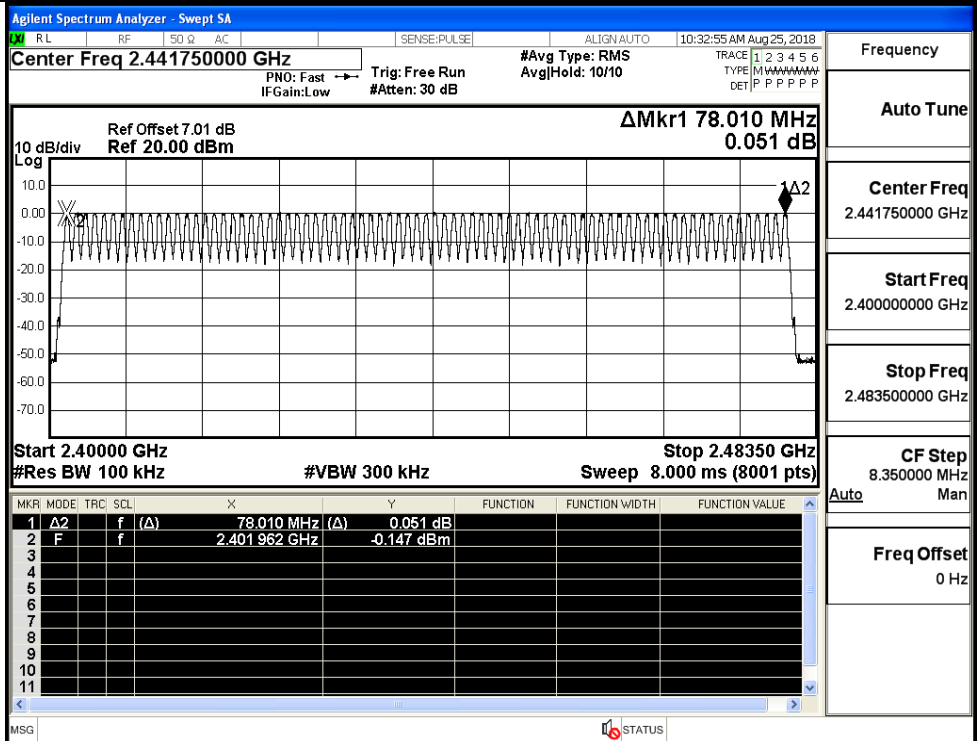 Agilent Spectrum Analyzer - Swept SA
LXI RL RF 50 Ω AC SENSE:PULSE ALIGN AUTO 10:32:55 AM Aug 25, 2018
Center Freq 2.441750000 GHz
PNO: Fast
IFGain:Low
Trig: Free Run
#Atten: 30 dB
#Avg Type: RMS
Avg|Hold: 10/10
TRACE 1 2 3 4 5 6
TYPE M WWWWW
DET P P P P P P
ΔMkr1 78.010 MHz
0.051 dB
Ref Offset 7.01 dB
10 dB/div Ref 20.00 dBm
Log
10.0
0.00
-10.0
-20.0
-30.0
-40.0
-50.0
-60.0
-70.0
2
1Δ2
Start 2.40000 GHz Stop 2.48350 GHz
#Res BW 100 kHz #VBW 300 kHz Sweep 8.000 ms (8001 pts)
MKR MODE TRC SCL X Y FUNCTION FUNCTION WIDTH FUNCTION VALUE
1 Δ2 f (Δ) 78.010 MHz (Δ) 0.051 dB
2 F f 2.401 962 GHz -0.147 dBm
3
4
5
6
7
8
9
10
11
MSG STATUS
Frequency
Auto Tune
Center Freq
2.441750000 GHz
Start Freq
2.400000000 GHz
Stop Freq
2.483500000 GHz
CF Step
8.350000 MHz
Auto Man
Freq Offset
0 Hz